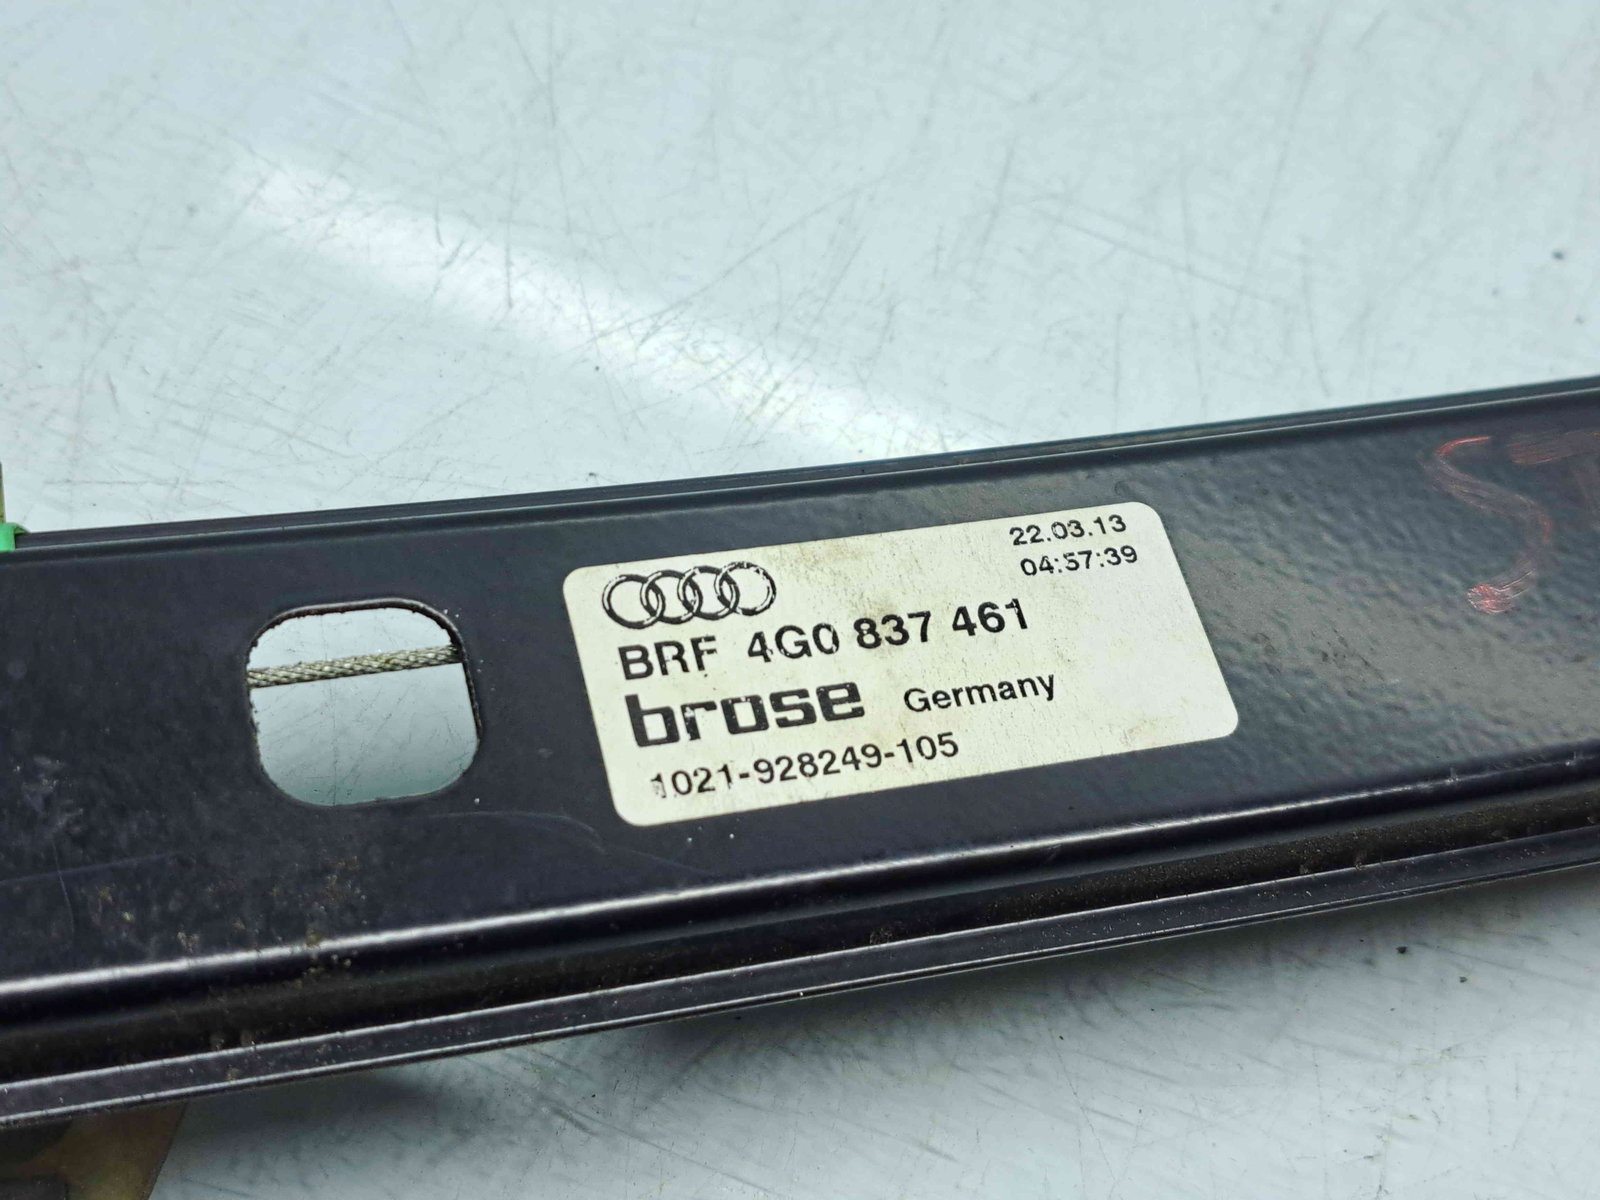 22.03.13
04:57:39
BRF 4G0 837 461
brose Germany
1021-928249-105